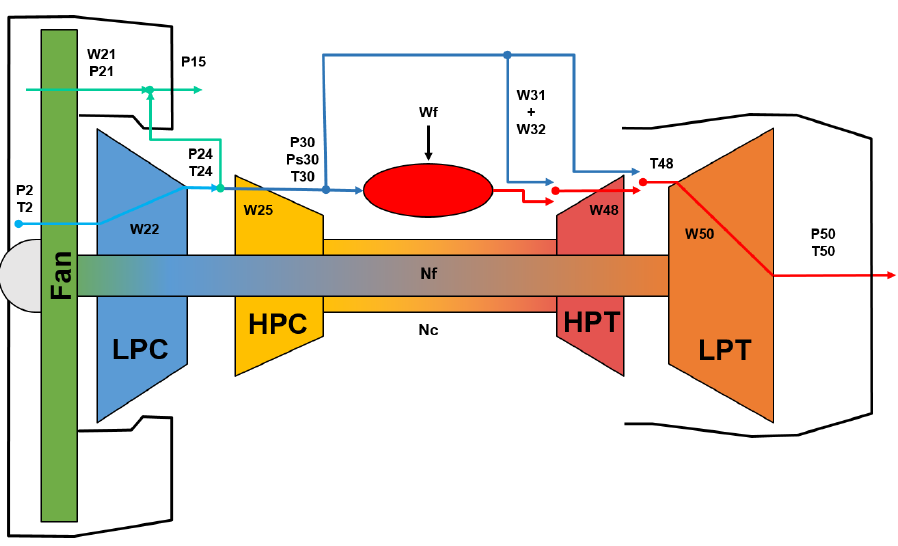 W21
P21
P15
P24
T24
P2
T2
W22
Fan
LPC
P30
Ps30
T30
W25
HPC
Wf
W31
+
W32
Nf
Nc
W48
HPT
T48
W50
LPT
P50
T50